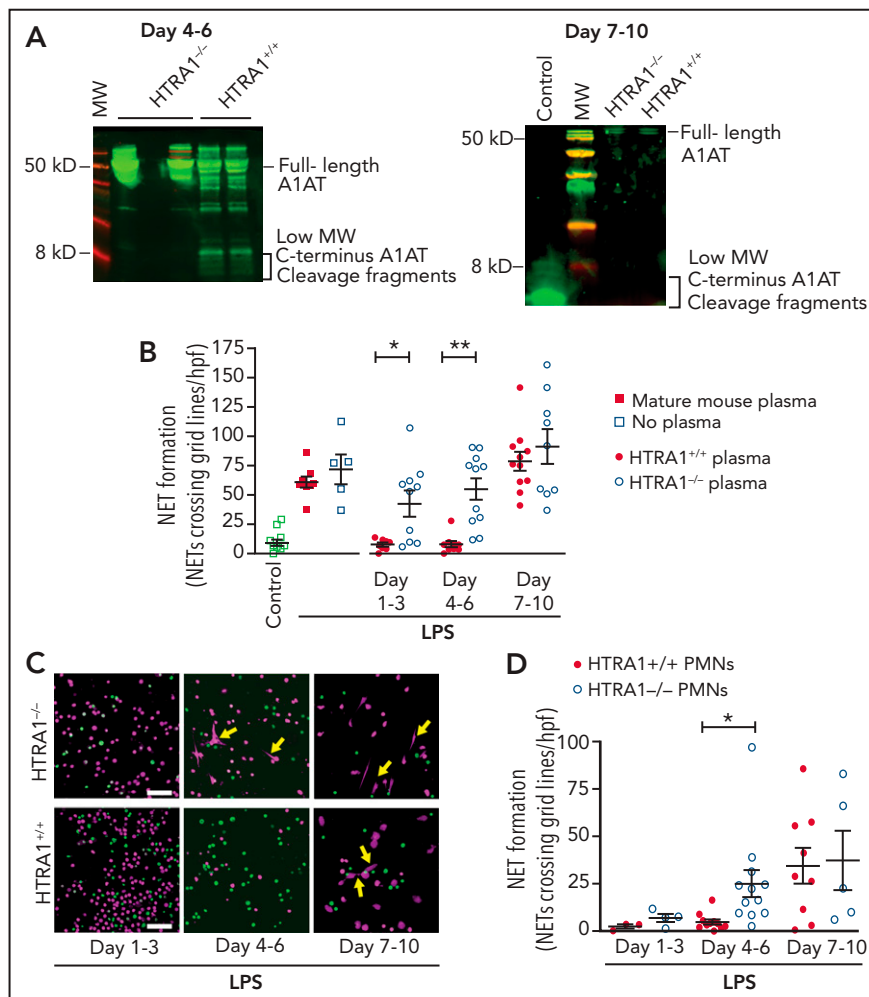 A
Day 4-6
MW
HTRA1–/–
HTRA1+/+
50 kD
8 kD
Full- length
A1AT
Low MW
C-terminus A1AT
Cleavage fragments
Day 7-10
Control
MW
HTRA1–/–
HTRA1+/+
50 kD
8 kD
Full- length
A1AT
Low MW
C-terminus A1AT
Cleavage fragments
B
NET formation
(NETs crossing grid lines/hpf)
175
150
125
100
75
50
25
0
*
**
Control
Day
1-3
Day
4-6
Day
7-10
LPS
Mature mouse plasma
No plasma
HTRA1+/+ plasma
HTRA1–/– plasma
C
HTRA1–/–
HTRA1+/+
Day 1-3
Day 4-6
Day 7-10
LPS
D
HTRA1+/+ PMNs
HTRA1–/– PMNs
NET formation
(NETs crossing grid lines/hpf)
100
75
50
25
0
*
Day 1-3
Day 4-6
Day 7-10
LPS